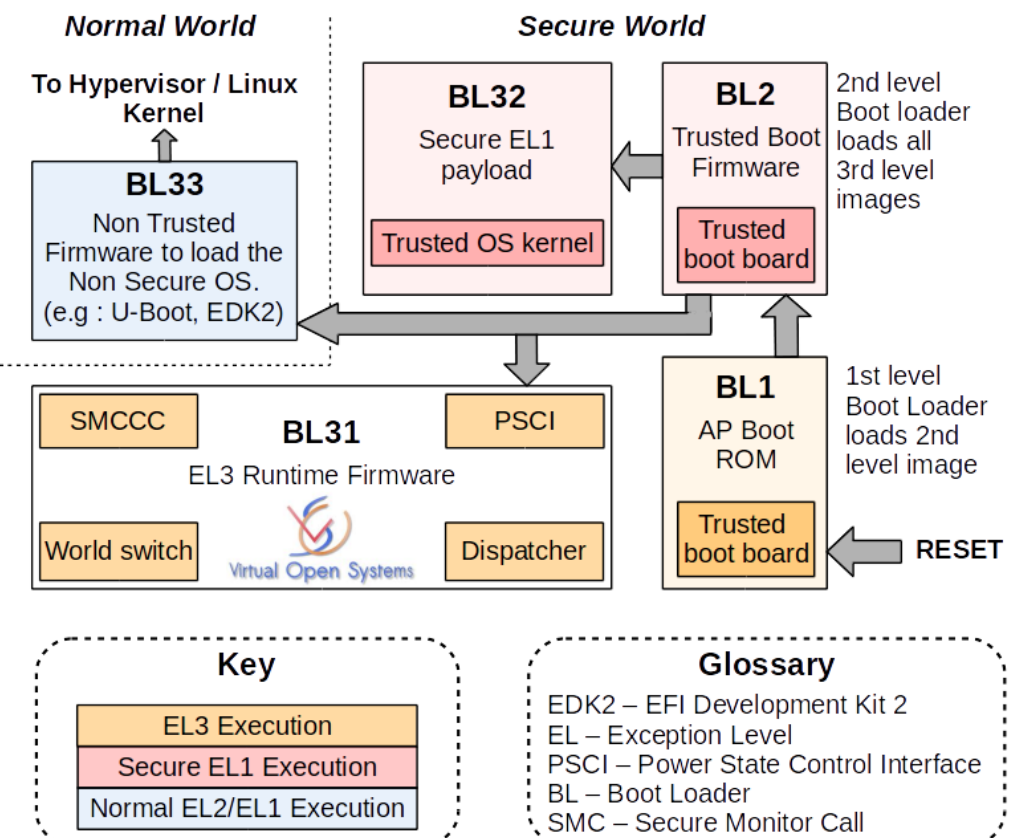 Normal World
Secure World
To Hypervisor / Linux
Kernel
BL33
Non Trusted
Firmware to load the
Non Secure OS.
(e.g : U-Boot, EDK2)
BL32
Secure EL1
payload
Trusted OS kernel
BL2
Trusted Boot
Firmware
Trusted
boot board
2nd level
Boot loader
loads all
3rd level
images
SMCCC
PSCI
BL31
EL3 Runtime Firmware
World switch
Virtual Open Systems
Dispatcher
BL1
AP Boot
ROM
Trusted
boot board
1st level
Boot Loader
loads 2nd
level image
RESET
Key
EL3 Execution
Secure EL1 Execution
Normal EL2/EL1 Execution
Glossary
EDK2 – EFI Development Kit 2
EL – Exception Level
PSCI – Power State Control Interface
BL – Boot Loader
SMC – Secure Monitor Call